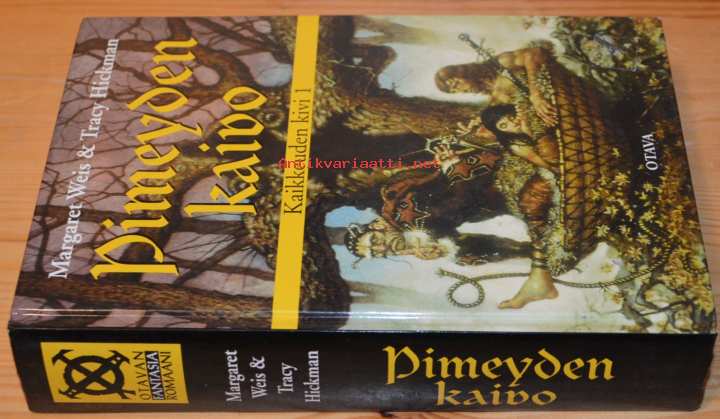 Margaret Weis & Tracy Hickman
Pimeyden
kaivo
Kaikkeuden kivi 1
OTAVA
antikvariaatti.net
OTAVAN
FANTASIA
ROMAANI
Margaret
Weis &
Tracy
Hickman
Pimeyden
kaivo